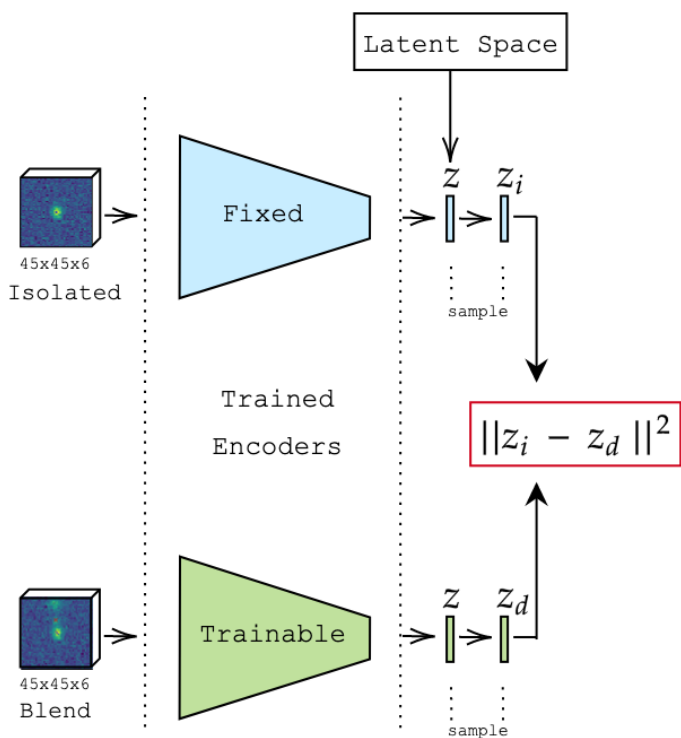 Latent Space
z z_i
Fixed
45x45x6
Isolated
sample
Trained
Encoders
||z_i − z_d||²
z z_d
Trainable
45x45x6
Blend
sample